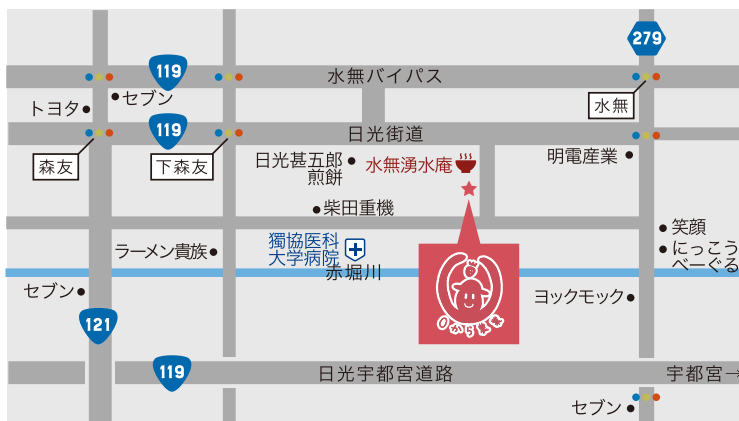 279
119
水無バイパス
セブン
トヨタ
水無
119
日光街道
森友
下森友
日光甚五郎
煎餅
水無湧水庵
明電産業
柴田重機
ラーメン貴族
獨協医科
大学病院
赤堀川
笑顔
にっこう
べーぐる
セブン
ヨックモック
121
119
日光宇都宮道路
宇都宮→
セブン